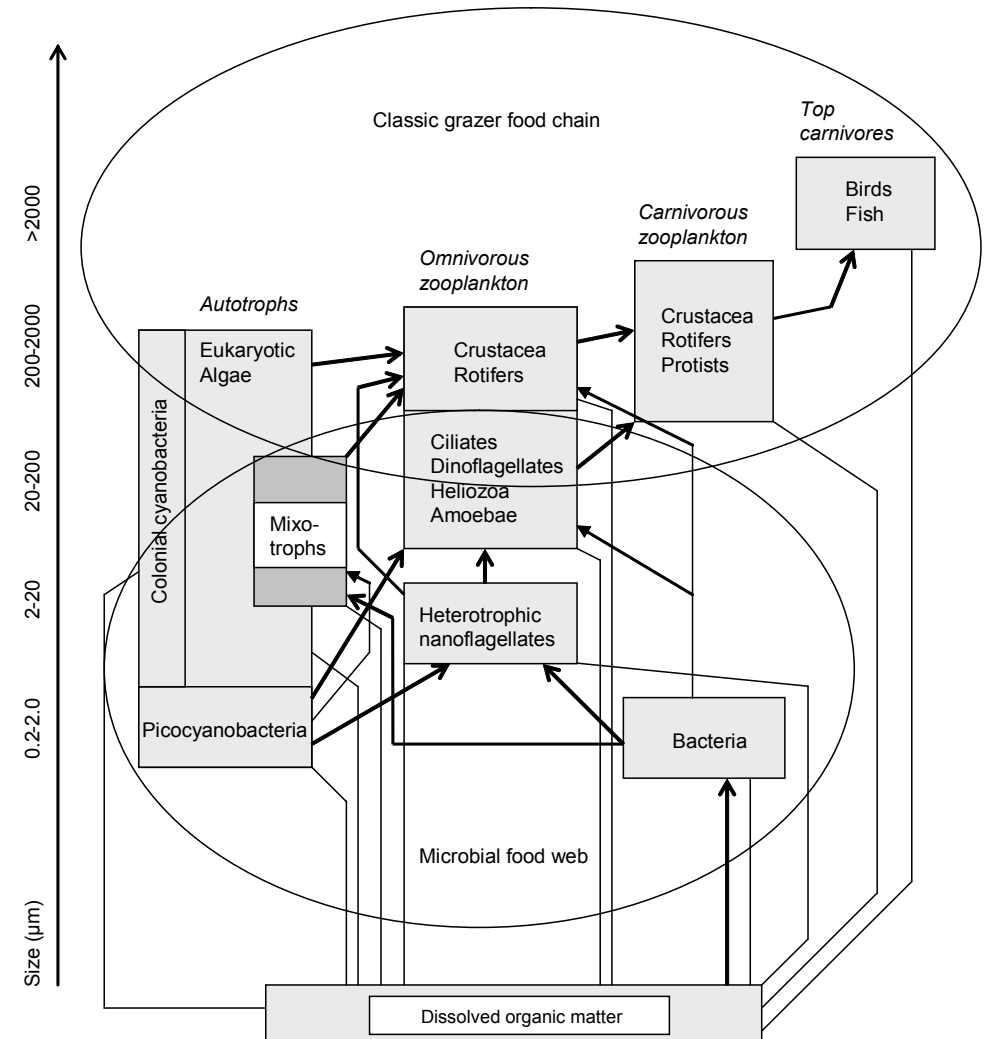 Classic grazer food chain
Top
carnivores
Birds
Fish
Carnivorous
zooplankton
Crustacea
Rotifers
Protists
Omnivorous
zooplankton
Crustacea
Rotifers
Ciliates
Dinoflagellates
Heliozoa
Amoebae
Autotrophs
Eukaryotic
Algae
Colonial cyanobacteria
Mixo-
trophs
Heterotrophic
nanoflagellates
Picocyanobacteria
Bacteria
Microbial food web
Dissolved organic matter
>2000
200-2000
20-200
2-20
0.2-2.0
Size (µm)